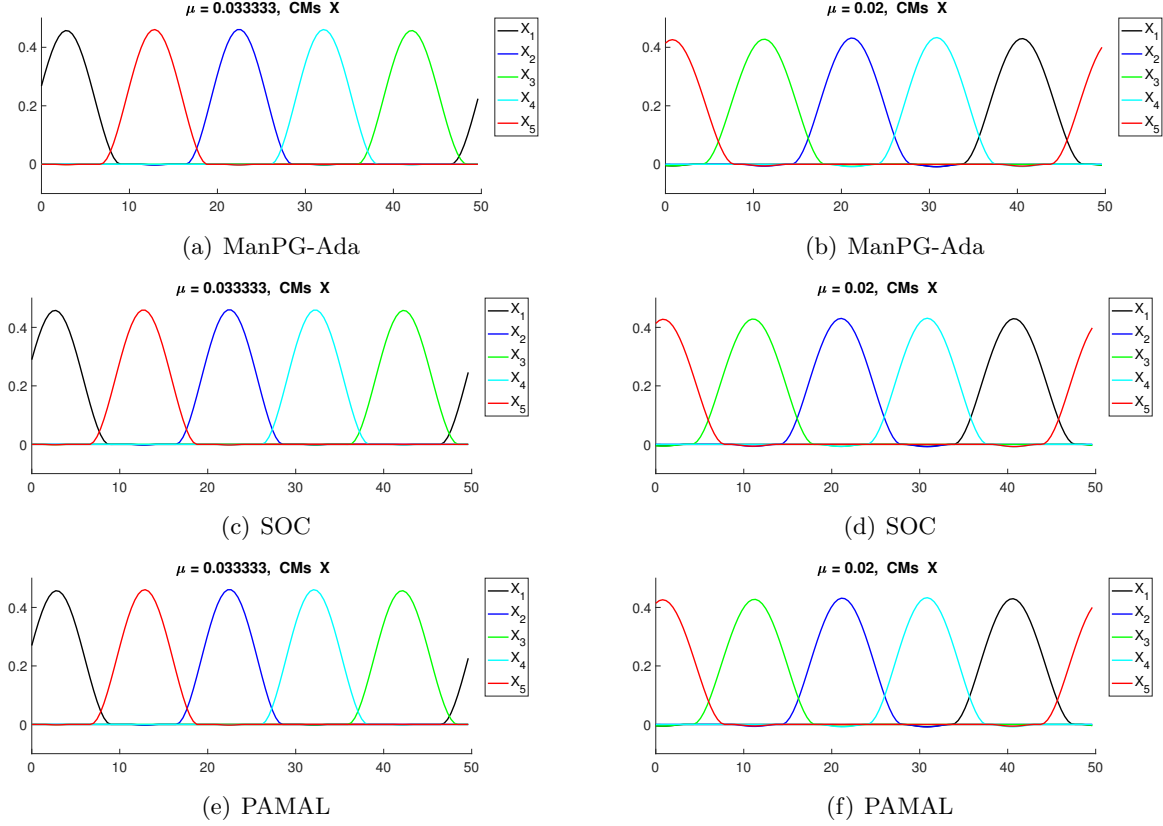 μ = 0.033333, CMs X
0.4
0.2
0
0 10 20 30 40 50
X1
X2
X3
X4
X5
(a) ManPG-Ada
μ = 0.02, CMs X
0.4
0.2
0
0 10 20 30 40 50
X1
X2
X3
X4
X5
(b) ManPG-Ada
μ = 0.033333, CMs X
0.4
0.2
0
0 10 20 30 40 50
X1
X2
X3
X4
X5
(c) SOC
μ = 0.02, CMs X
0.4
0.2
0
0 10 20 30 40 50
X1
X2
X3
X4
X5
(d) SOC
μ = 0.033333, CMs X
0.4
0.2
0
0 10 20 30 40 50
X1
X2
X3
X4
X5
(e) PAMAL
μ = 0.02, CMs X
0.4
0.2
0
0 10 20 30 40 50
X1
X2
X3
X4
X5
(f) PAMAL